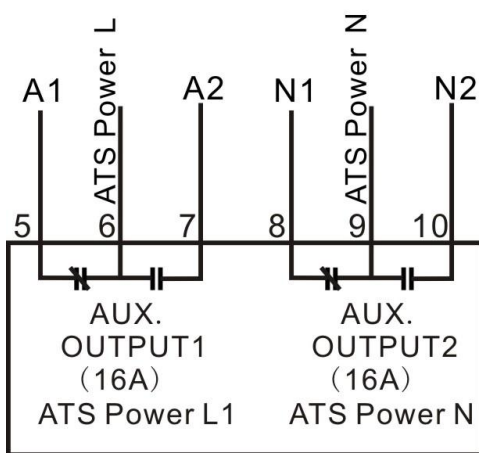 A1
ATS Power L
A2
N1
ATS Power N
N2
5
6
7
8
9
10
AUX.
OUTPUT1
（16A）
ATS Power L1
AUX.
OUTPUT2
（16A）
ATS Power N